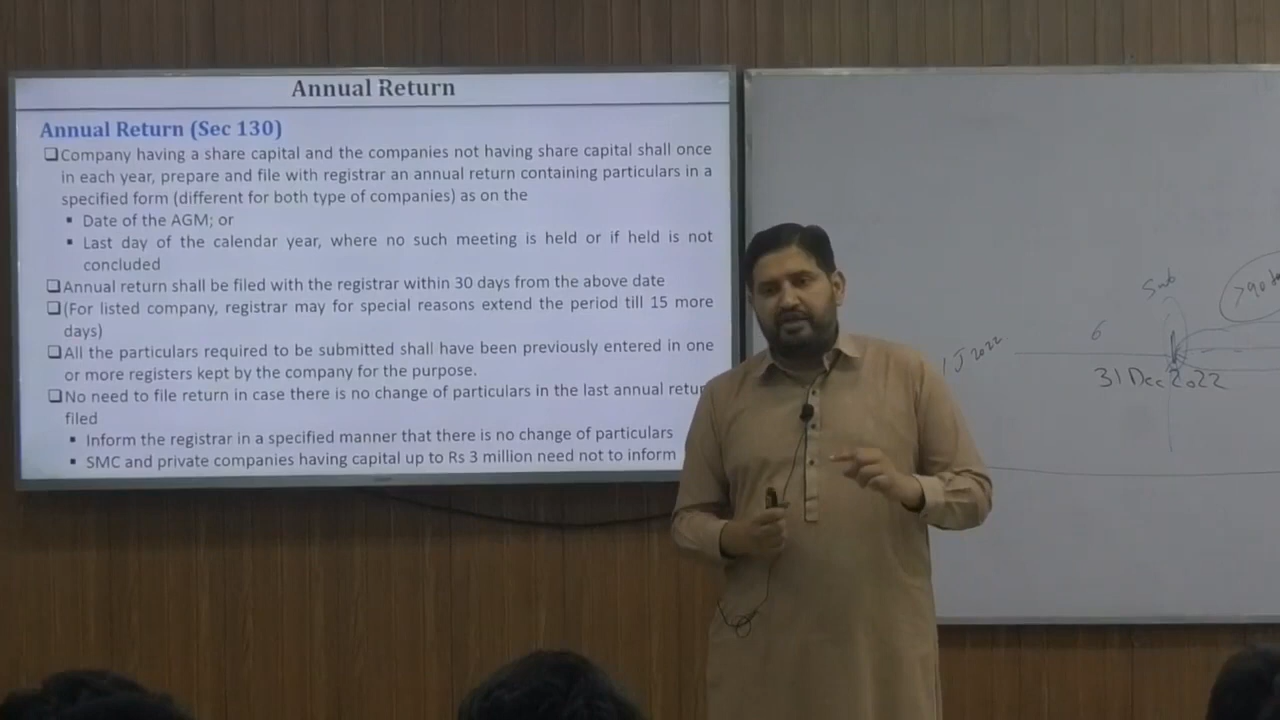 Annual Return
Annual Return (Sec 130)
❑Company having a share capital and the companies not having share capital shall once
in each year, prepare and file with registrar an annual return containing particulars in a
specified form (different for both type of companies) as on the
▪ Date of the AGM; or
▪ Last day of the calendar year, where no such meeting is held or if held is not
concluded
❑Annual return shall be filed with the registrar within 30 days from the above date
❑(For listed company, registrar may for special reasons extend the period till 15 more
days)
❑All the particulars required to be submitted shall have been previously entered in one
or more registers kept by the company for the purpose.
❑No need to file return in case there is no change of particulars in the last annual retur
filed
▪ Inform the registrar in a specified manner that there is no change of particulars
▪ SMC and private companies having capital up to Rs 3 million need not to inform
Sub
>90
6
1 J 2022
31 Dec 2022